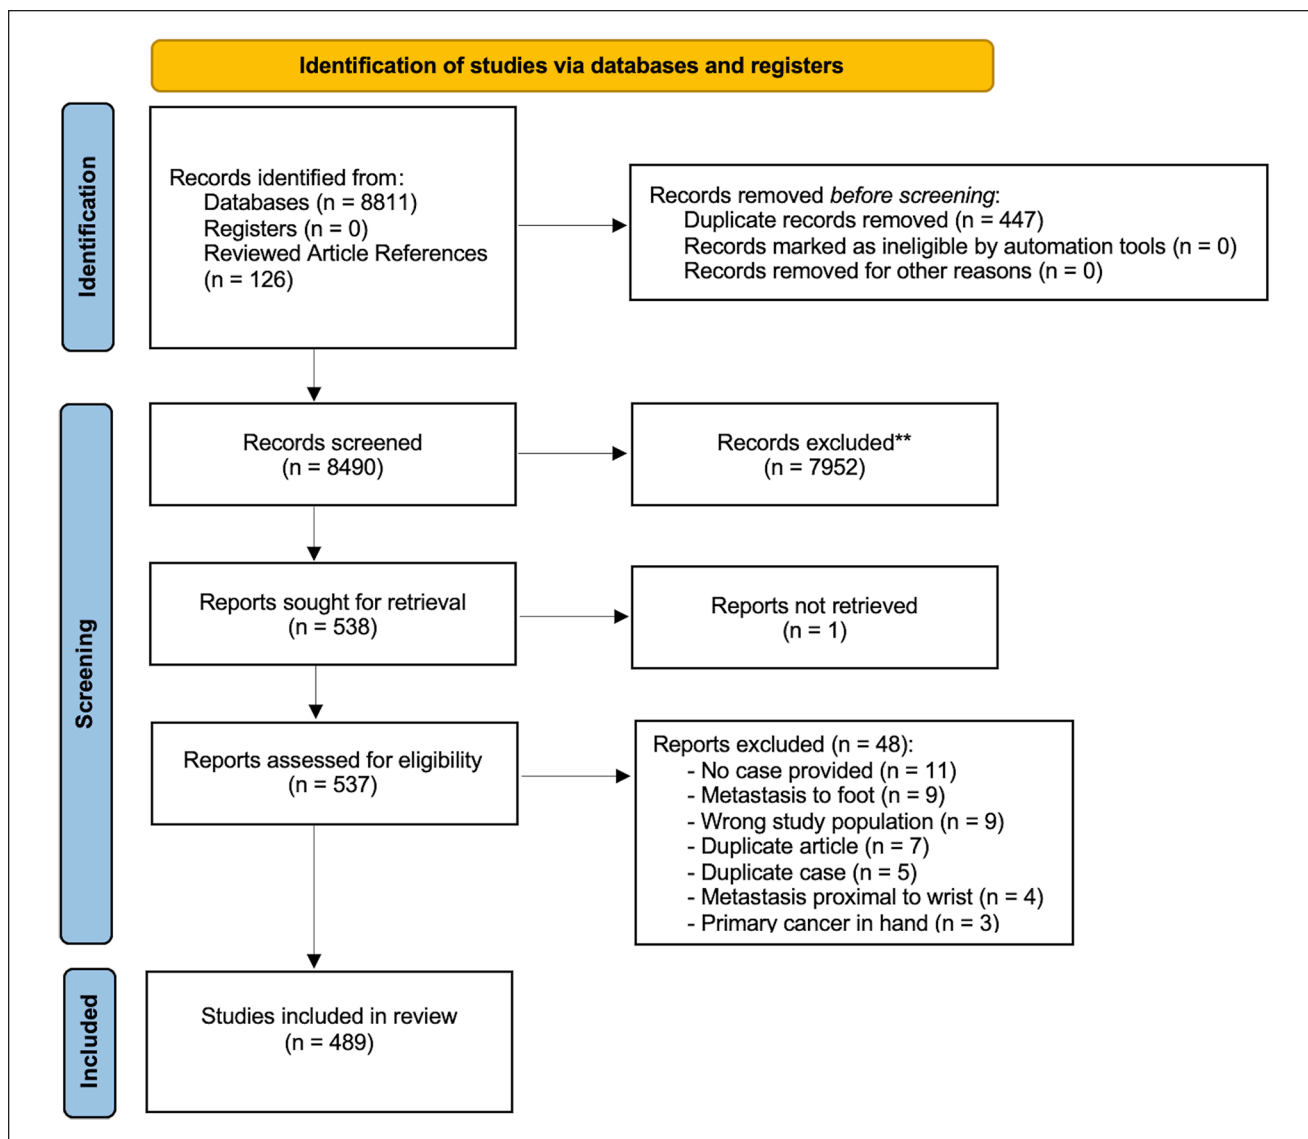 Identification of studies via databases and registers
Identification
Records identified from:
Databases (n = 8811)
Registers (n = 0)
Reviewed Article References
(n = 126)
Records removed before screening:
Duplicate records removed (n = 447)
Records marked as ineligible by automation tools (n = 0)
Records removed for other reasons (n = 0)
Screening
Records screened
(n = 8490)
Records excluded**
(n = 7952)
Reports sought for retrieval
(n = 538)
Reports not retrieved
(n = 1)
Reports assessed for eligibility
(n = 537)
Reports excluded (n = 48):
- No case provided (n = 11)
- Metastasis to foot (n = 9)
- Wrong study population (n = 9)
- Duplicate article (n = 7)
- Duplicate case (n = 5)
- Metastasis proximal to wrist (n = 4)
- Primary cancer in hand (n = 3)
Included
Studies included in review
(n = 489)